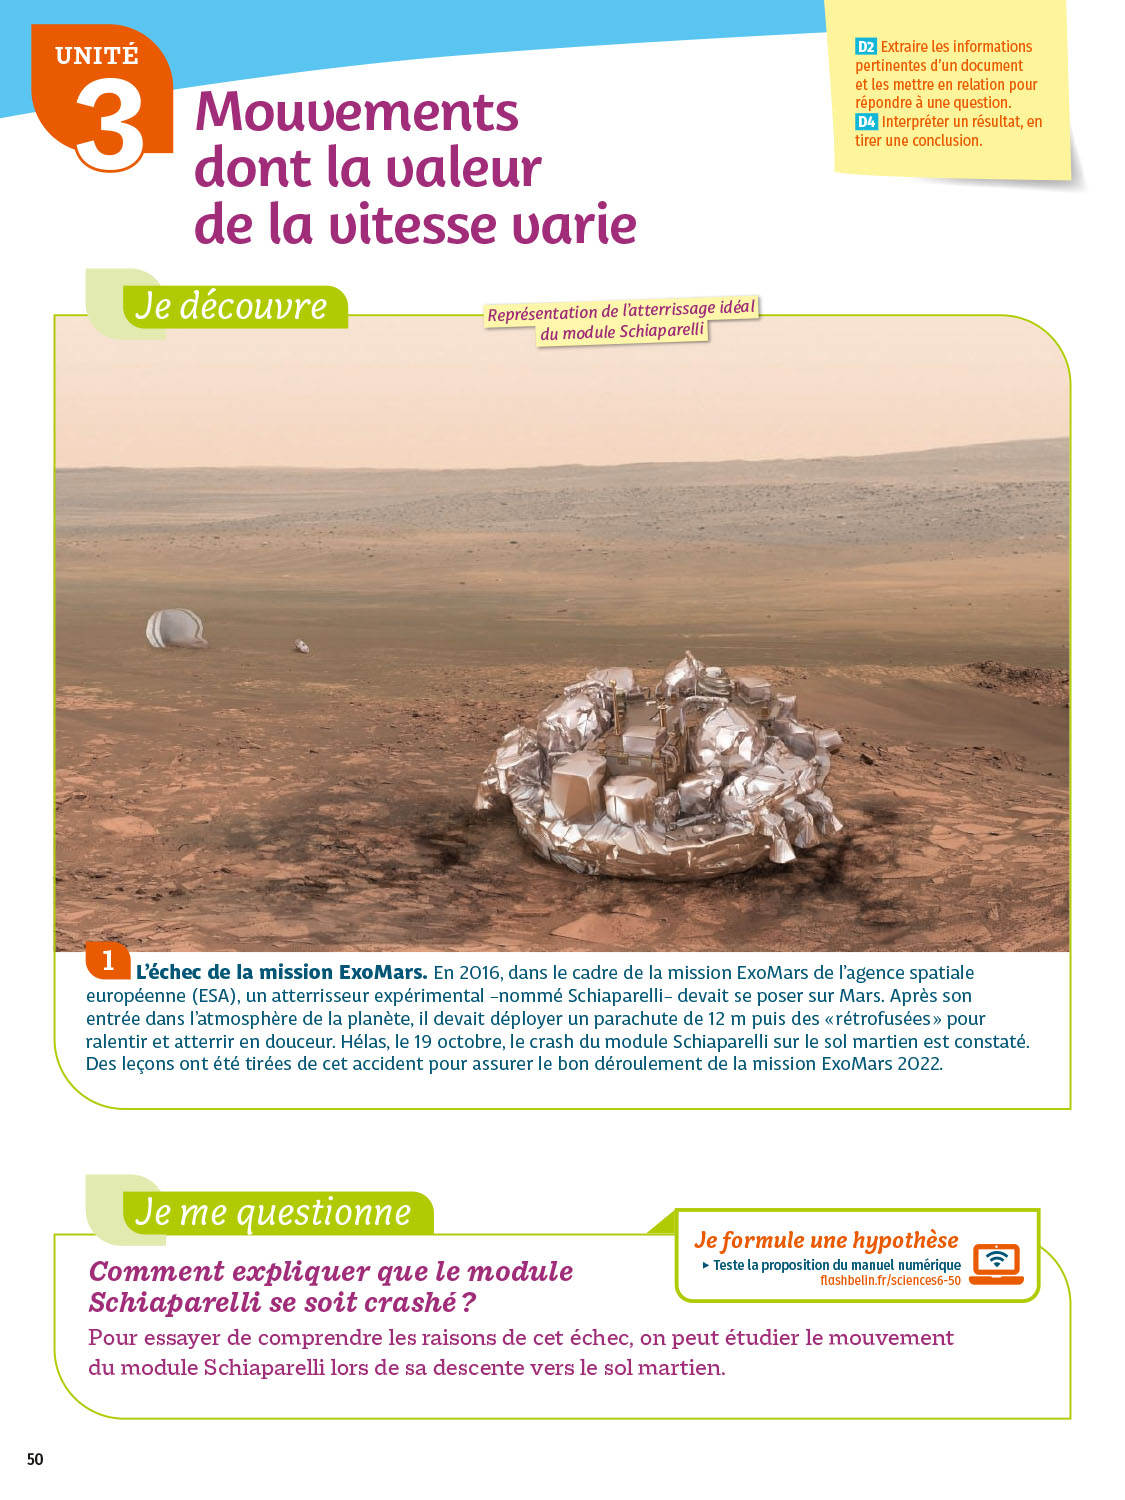 UNITÉ
3
Mouvements
dont la valeur
de la vitesse varie
D2 Extraire les informations
pertinentes d'un document
et les mettre en relation pour
répondre à une question.
D4 Interpréter un résultat, en
tirer une conclusion.
Je découvre
Représentation de l'atterrissage idéal
du module Schiaparelli
1 L'échec de la mission ExoMars. En 2016, dans le cadre de la mission ExoMars de l'agence spatiale
européenne (ESA), un atterrisseur expérimental –nommé Schiaparelli– devait se poser sur Mars. Après son
entrée dans l'atmosphère de la planète, il devait déployer un parachute de 12 m puis des «rétrofusées» pour
ralentir et atterrir en douceur. Hélas, le 19 octobre, le crash du module Schiaparelli sur le sol martien est constaté.
Des leçons ont été tirées de cet accident pour assurer le bon déroulement de la mission ExoMars 2022.
Je me questionne
Comment expliquer que le module
Schiaparelli se soit crashé ?
Pour essayer de comprendre les raisons de cet échec, on peut étudier le mouvement
du module Schiaparelli lors de sa descente vers le sol martien.
Je formule une hypothèse
▸ Teste la proposition du manuel numérique
flashbelin.fr/sciences6-50
50